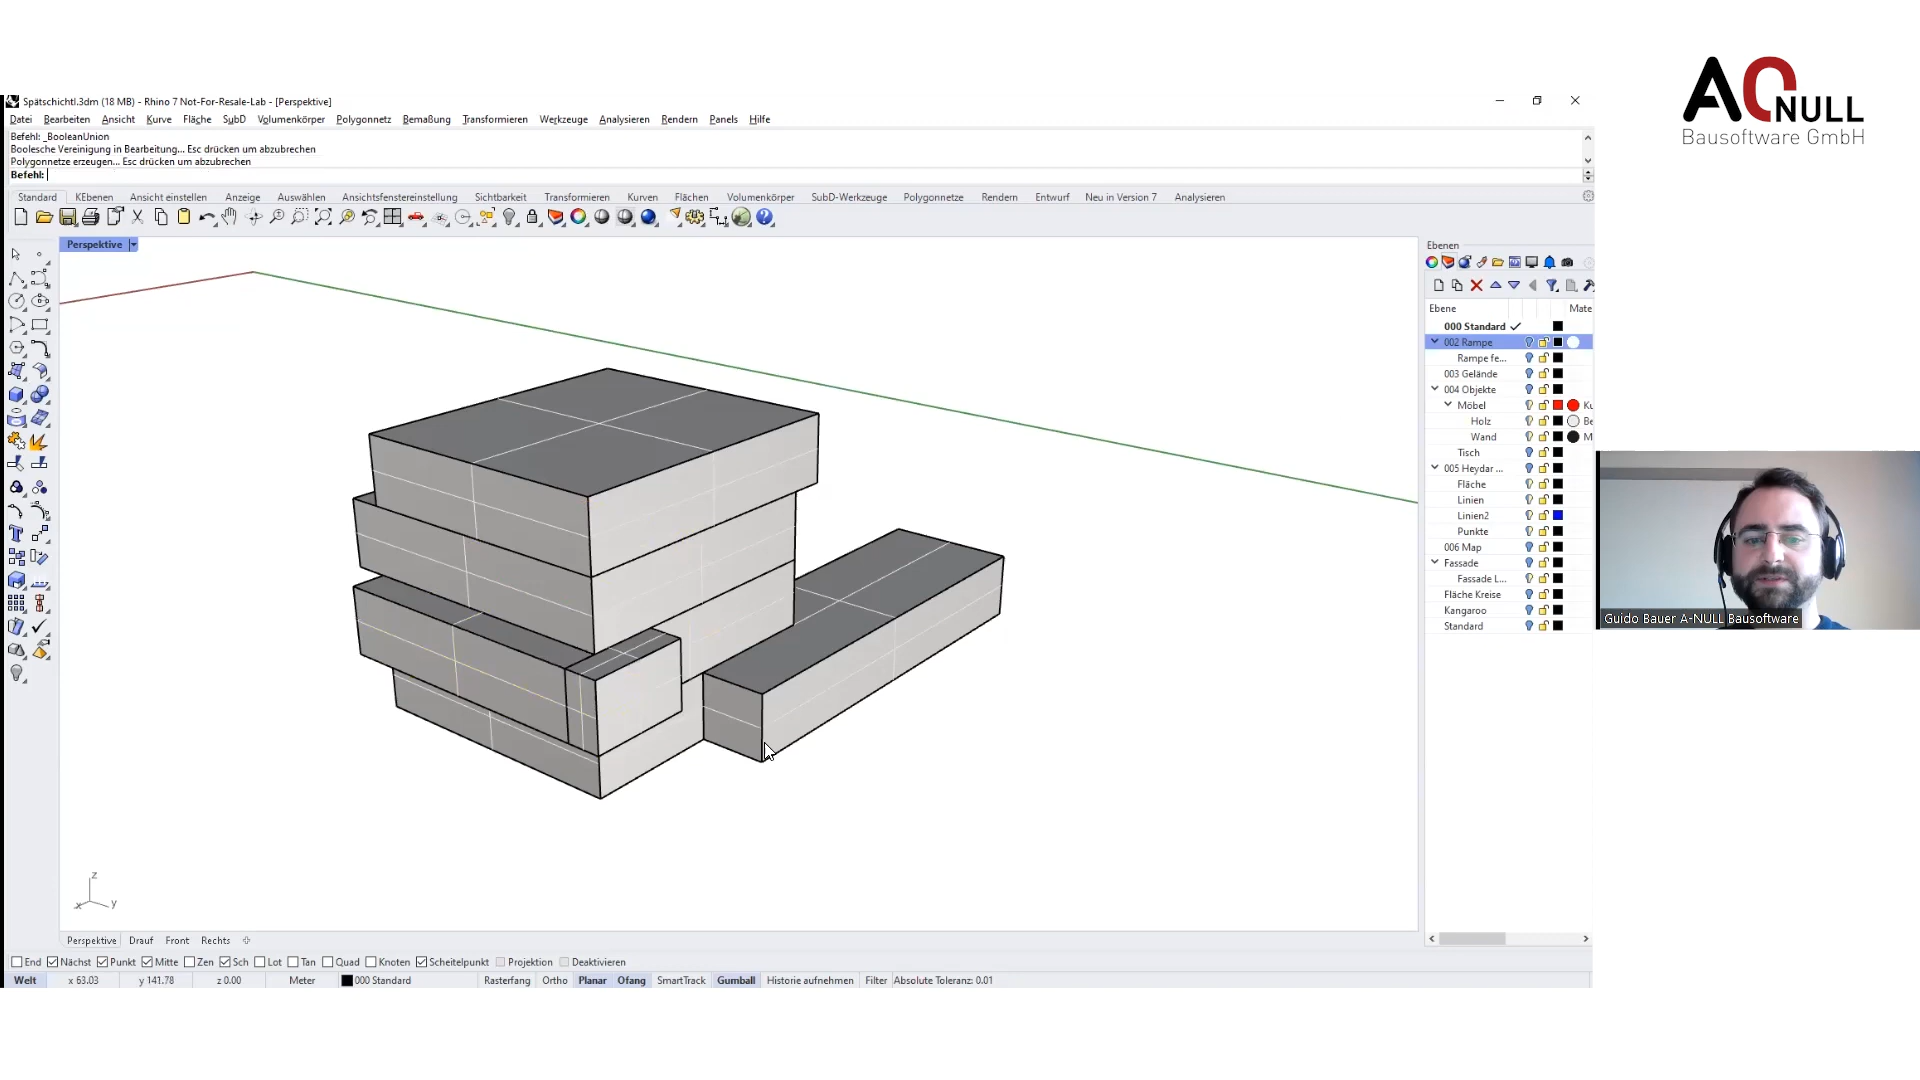 AONULL
Bausoftware GmbH
Spätschichtl.3dm (18 MB) - Rhino 7 Not-For-Resale-Lab - [Perspektive]
Datei Bearbeiten Ansicht Kurve Fläche SubD Volumenkörper Polygonnetz Bemaßung Transformieren Werkzeuge Analysieren Rendern Panels Hilfe
Befehl: _BooleanUnion
Boolesche Vereinigung in Bearbeitung... Esc drücken um abzubrechen
Polygonnetze erzeugen... Esc drücken um abzubrechen
Befehl:
Standard KEbenen Ansicht einstellen Anzeige Auswählen Ansichtsfenstereinstellung Sichtbarkeit Transformieren Kurven Flächen Volumenkörper SubD-Werkzeuge Polygonnetze Rendern Entwurf Neu in Version 7 Analysieren
Perspektive
Ebenen
Ebene Mate
000 Standard
002 Rampe
Rampe fe...
003 Gelände
004 Objekte
Möbel Ku
Holz Be
Wand M
Tisch
005 Heydar ...
Fläche
Linien
Linien2
Punkte
006 Map
Fassade
Fassade L...
Fläche Kreise
Kangaroo
Standard
Guido Bauer A-NULL Bausoftware
z
x y
Perspektive Drauf Front Rechts
End Nächst Punkt Mitte Zen Sch Lot Tan Quad Knoten Scheitelpunkt Projektion Deaktivieren
Welt x 63.03 y 141.78 z 0.00 Meter 000 Standard Rasterfang Ortho Planar Ofang SmartTrack Gumball Historie aufnehmen Filter Absolute Toleranz: 0.01